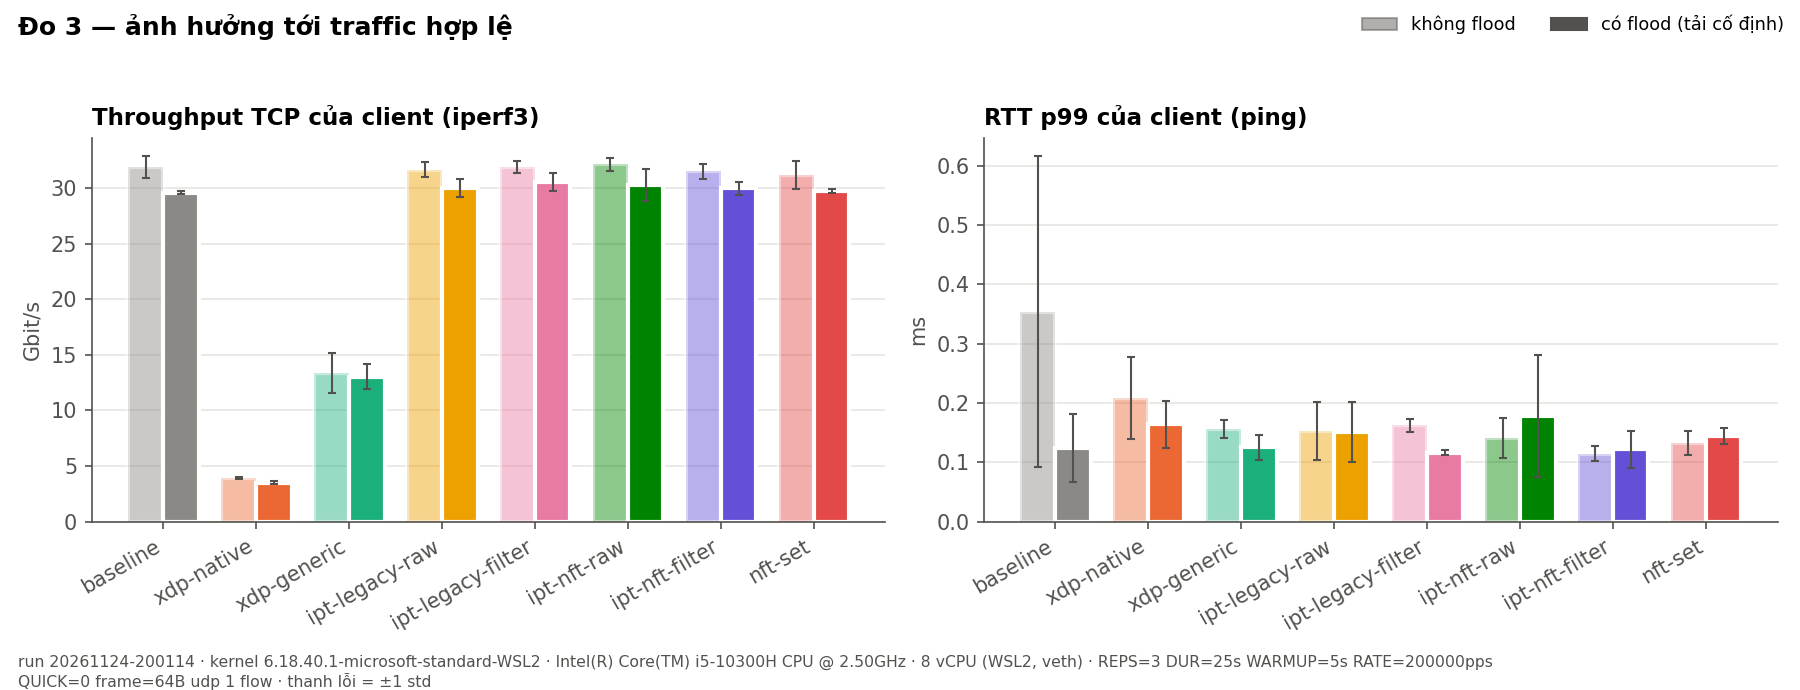 Đo 3 — ảnh hưởng tới traffic hợp lệ
không flood
có flood (tải cố định)
Throughput TCP của client (iperf3)
Gbit/s
30
25
20
15
10
5
0
baseline
xdp-native
xdp-generic
ipt-legacy-raw
ipt-legacy-filter
ipt-nft-raw
ipt-nft-filter
nft-set
RTT p99 của client (ping)
ms
0.6
0.5
0.4
0.3
0.2
0.1
0.0
baseline
xdp-native
xdp-generic
ipt-legacy-raw
ipt-legacy-filter
ipt-nft-raw
ipt-nft-filter
nft-set
run 20261124-200114 · kernel 6.18.40.1-microsoft-standard-WSL2 · Intel(R) Core(TM) i5-10300H CPU @ 2.50GHz · 8 vCPU (WSL2, veth) · REPS=3 DUR=25s WARMUP=5s RATE=200000pps
QUICK=0 frame=64B udp 1 flow · thanh lỗi = ±1 std